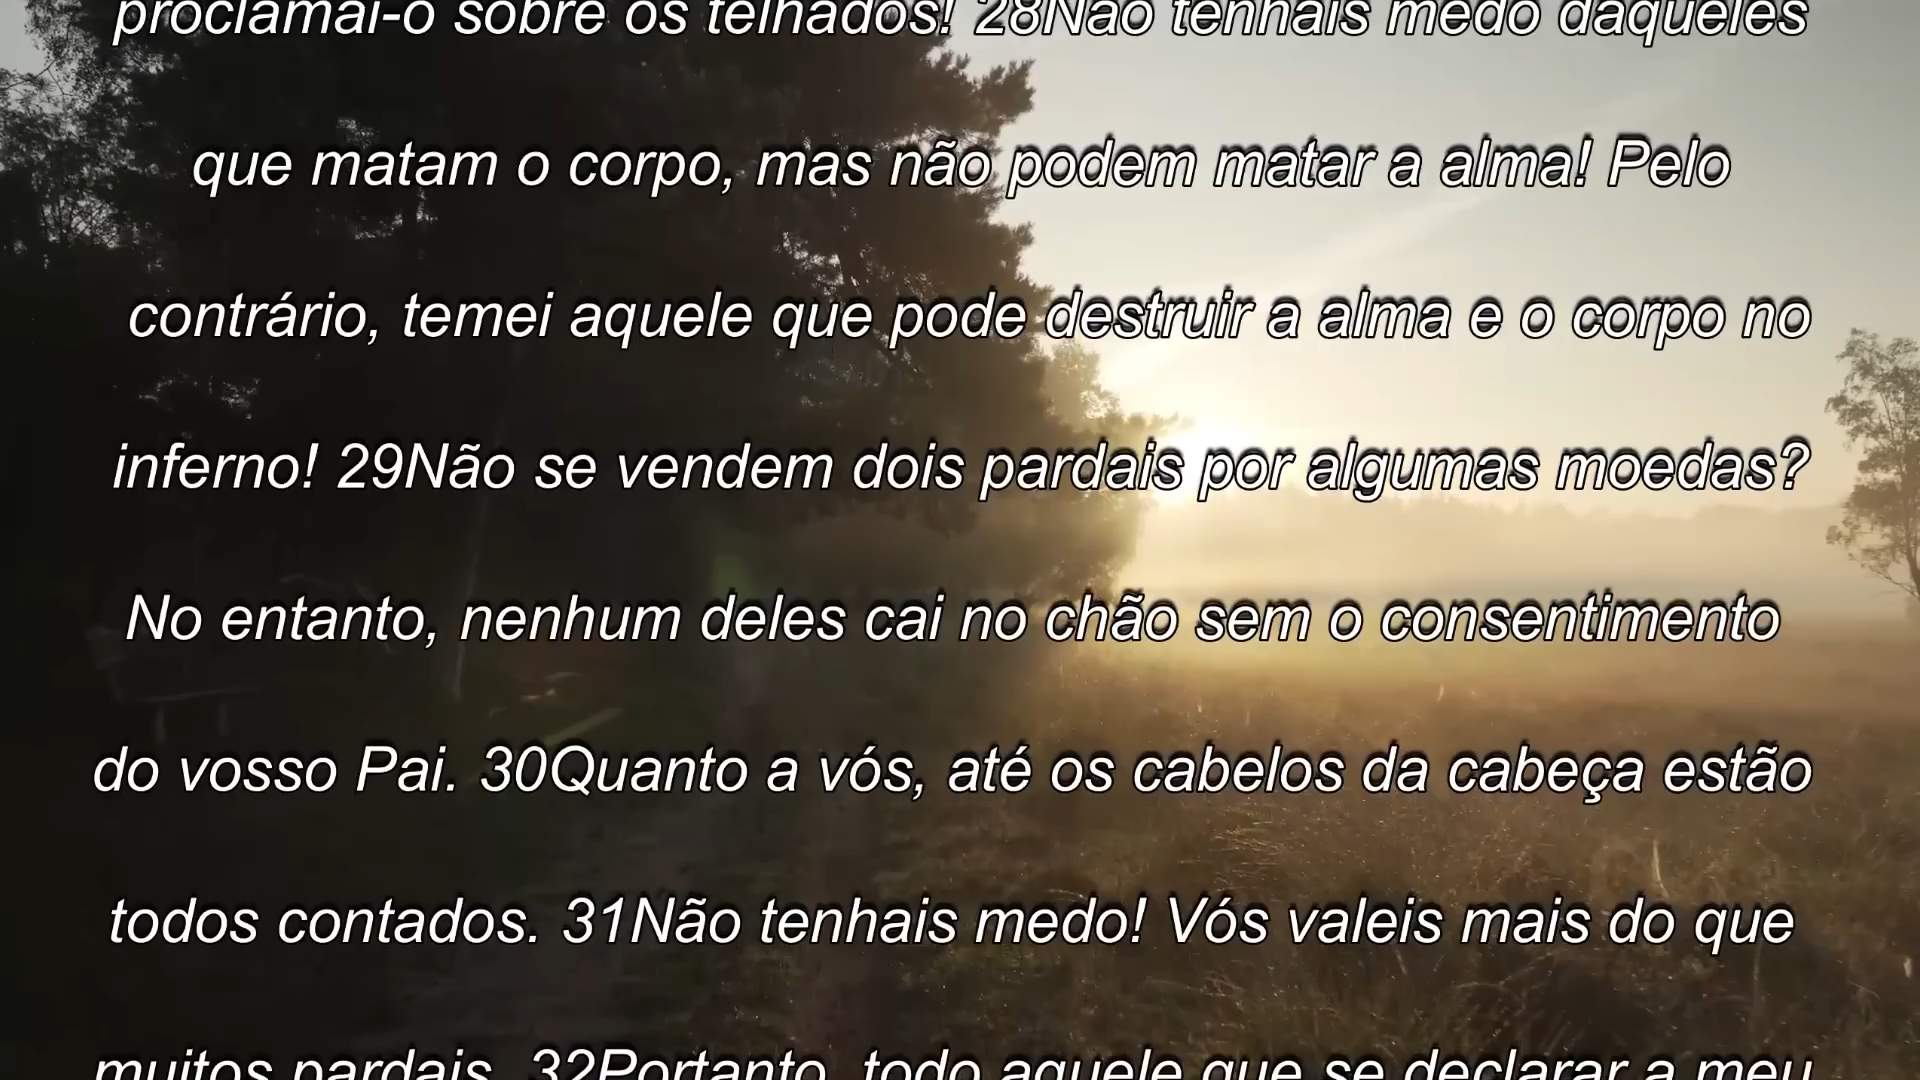 proclamai-o sobre os telhados! 28Não tenhais medo daqueles
que matam o corpo, mas não podem matar a alma! Pelo
contrário, temei aquele que pode destruir a alma e o corpo no
inferno! 29Não se vendem dois pardais por algumas moedas?
No entanto, nenhum deles cai no chão sem o consentimento
do vosso Pai. 30Quanto a vós, até os cabelos da cabeça estão
todos contados. 31Não tenhais medo! Vós valeis mais do que
muitos pardais. 32Portanto, todo aquele que se declarar a meu